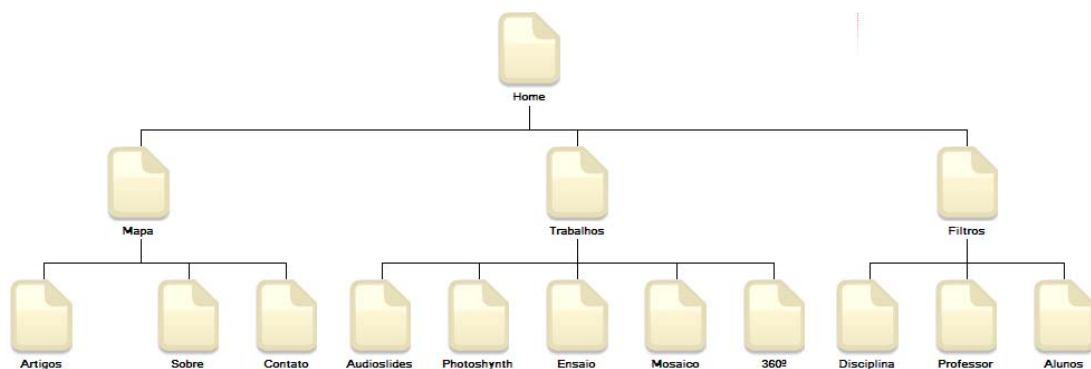 Home
Mapa Trabalhos Filtros
Artigos Sobre Contato Audioslides Photoshynth Ensaio Mosaico 360º Disciplina Professor Alunos